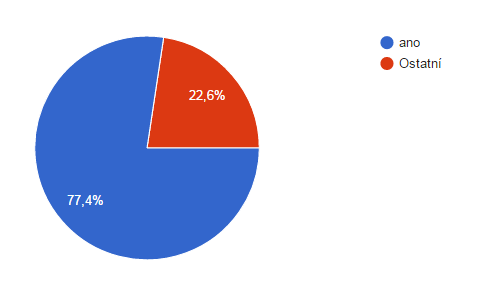 ano
Ostatní
22,6%
77,4%